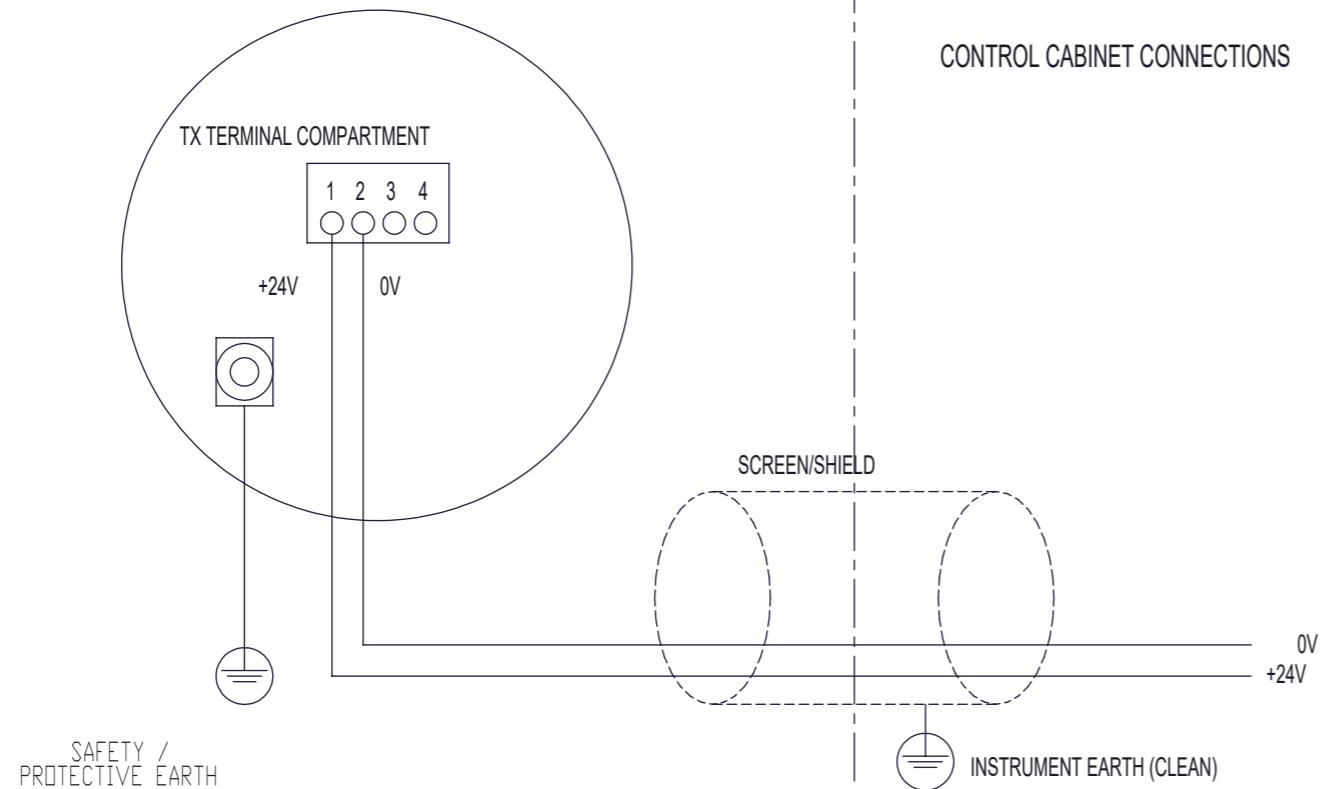 CONTROL CABINET CONNECTIONS
TX TERMINAL COMPARTMENT
1 2 3 4
+24V 0V
SCREEN/SHIELD
0V
+24V
SAFETY /
PROTECTIVE EARTH
INSTRUMENT EARTH (CLEAN)